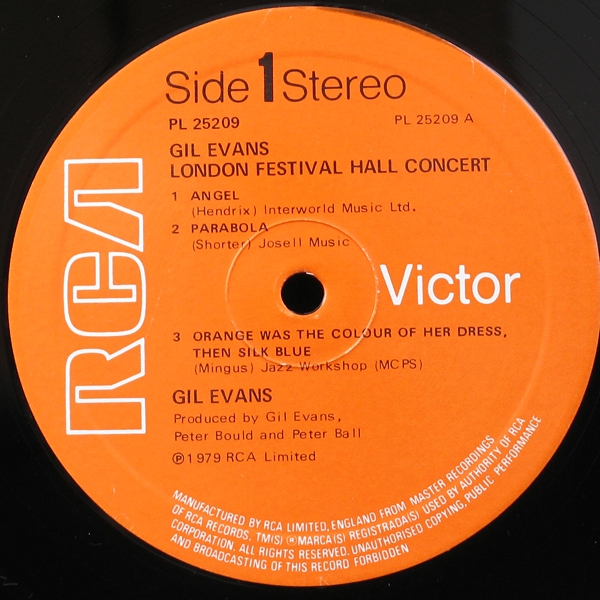 Side 1 Stereo
PL 25209
PL 25209 A
GIL EVANS
LONDON FESTIVAL HALL CONCERT
1 ANGEL
(Hendrix) Interworld Music Ltd.
2 PARABOLA
(Shorter) Josell Music
RCA
Victor
3 ORANGE WAS THE COLOUR OF HER DRESS,
THEN SILK BLUE
(Mingus) Jazz Workshop (MCPS)
GIL EVANS
Produced by Gil Evans,
Peter Bould and Peter Ball
℗1979 RCA Limited
MANUFACTURED BY RCA LIMITED, ENGLAND FROM MASTER RECORDINGS
OF RCA RECORDS. TM(S) ® MARCA(S) REGISTRADA(S) USED BY AUTHORITY OF RCA
CORPORATION. ALL RIGHTS RESERVED. UNAUTHORISED COPYING, PUBLIC PERFORMANCE
AND BROADCASTING OF THIS RECORD FORBIDDEN